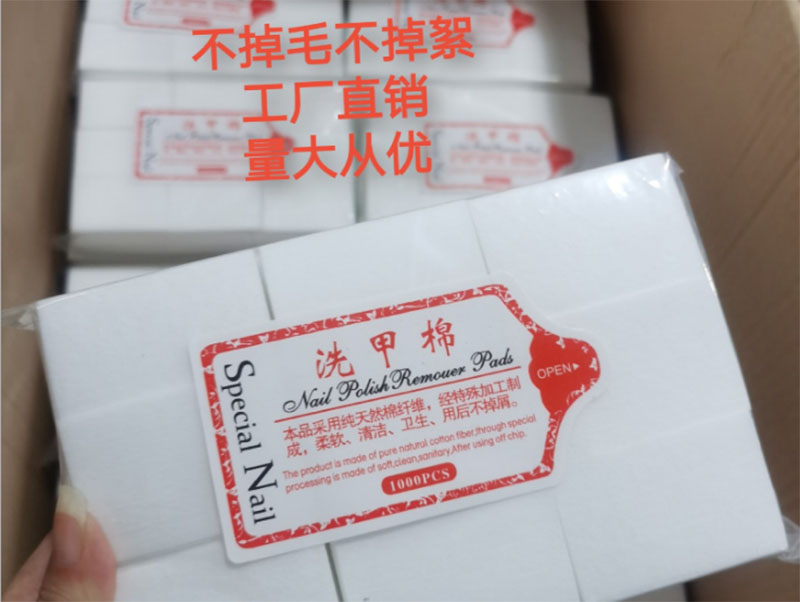 不掉毛不掉絮
工厂直销
量大从优
洗甲棉
Nail Polish Remouer Pads
OPEN
Special Nail
本品采用纯天然棉纤维，经特殊加工制
成，柔软、清洁、卫生、用后不掉屑。
The product is made of pure natural cotton fiber,through special
processing is made of soft,clean,sanitary.After using off chip.
1000PCS